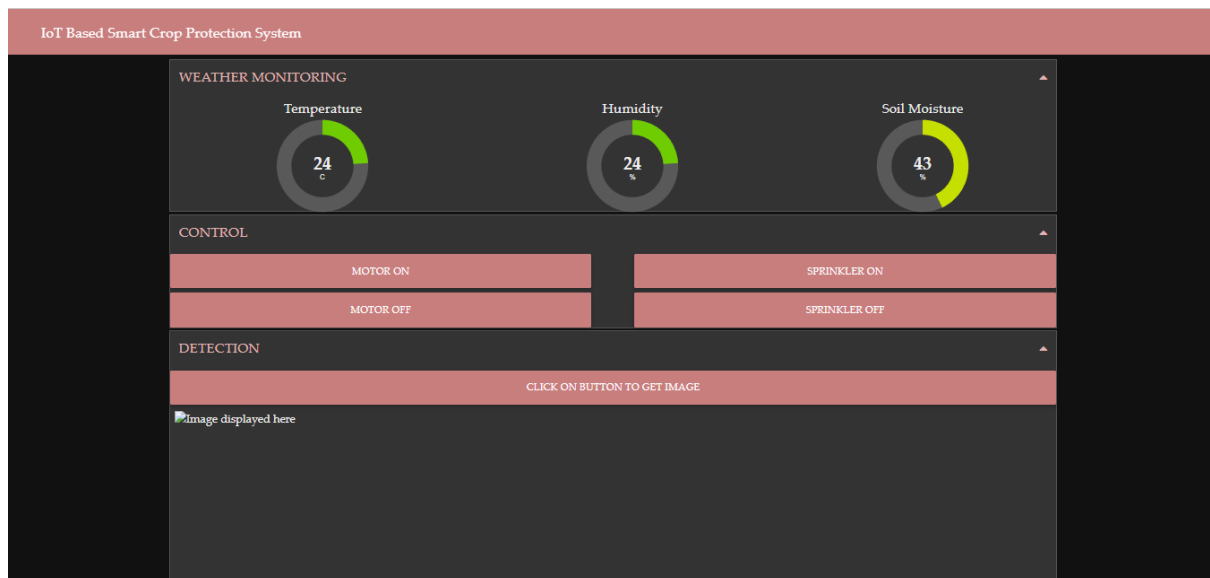 IoT Based Smart Crop Protection System
WEATHER MONITORING
Temperature Humidity Soil Moisture
24 24 43
C % %
CONTROL
MOTOR ON SPRINKLER ON
MOTOR OFF SPRINKLER OFF
DETECTION
CLICK ON BUTTON TO GET IMAGE
Image displayed here